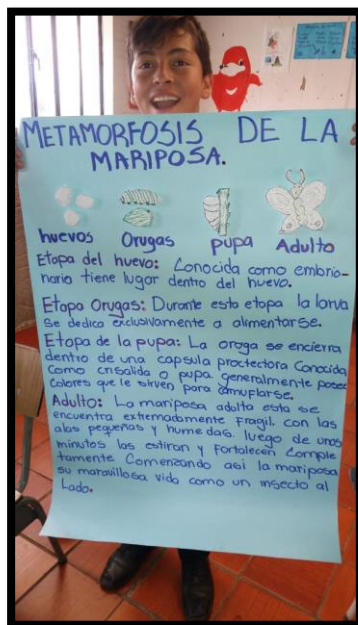 METAMORFOSIS DE LA
MARIPOSA.
huevos Orugas pupa Adulto
Etapa del huevo: Conocida como embrio-
nario tiene lugar dentro del huevo.
Etapa Orugas: Durante esta etapa la larva
se dedica exclusivamente a alimentarse.
Etapa de la pupa: La oruga se encierra
dentro de una capsula proctectora Conocida
como crisalida o pupa. generalmente posee
colores que le sirven para camuplarse.
Adulto: La mariposa adulta esta se
encuentra extremadamente Fragil. con las
alas pequeñas y humedas. luego de unos
minutos las estiran y fortalecen comple
tamente Comenzando asi la mariposa
su maravillosa vida como un insecto al
Lado.